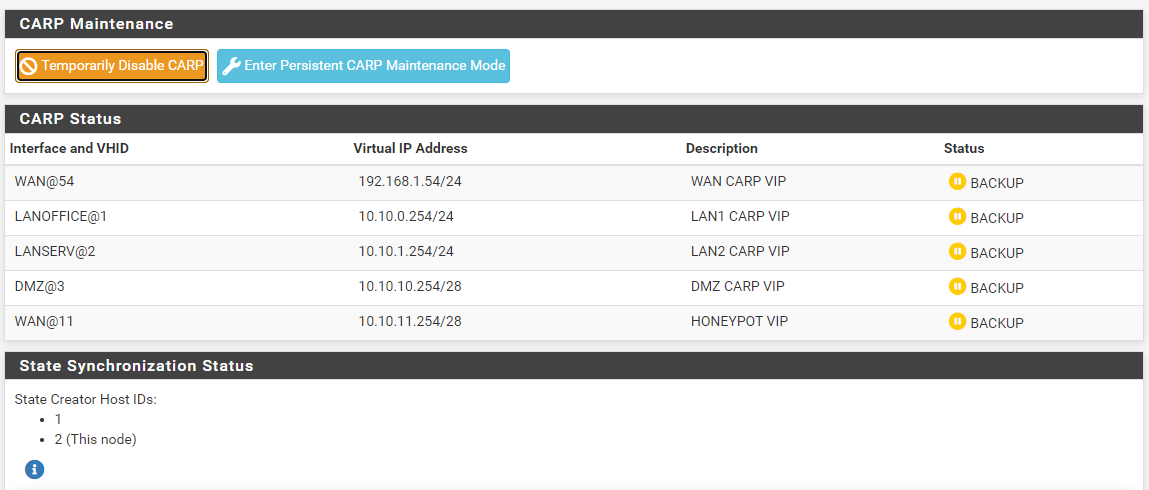 CARP Maintenance
Temporarily Disable CARP Enter Persistent CARP Maintenance Mode
CARP Status
Interface and VHID Virtual IP Address Description Status
WAN@54 192.168.1.54/24 WAN CARP VIP BACKUP
LANOFFICE@1 10.10.0.254/24 LAN1 CARP VIP BACKUP
LANSERV@2 10.10.1.254/24 LAN2 CARP VIP BACKUP
DMZ@3 10.10.10.254/28 DMZ CARP VIP BACKUP
WAN@11 10.10.11.254/28 HONEYPOT VIP BACKUP
State Synchronization Status
State Creator Host IDs:
• 1
• 2 (This node)